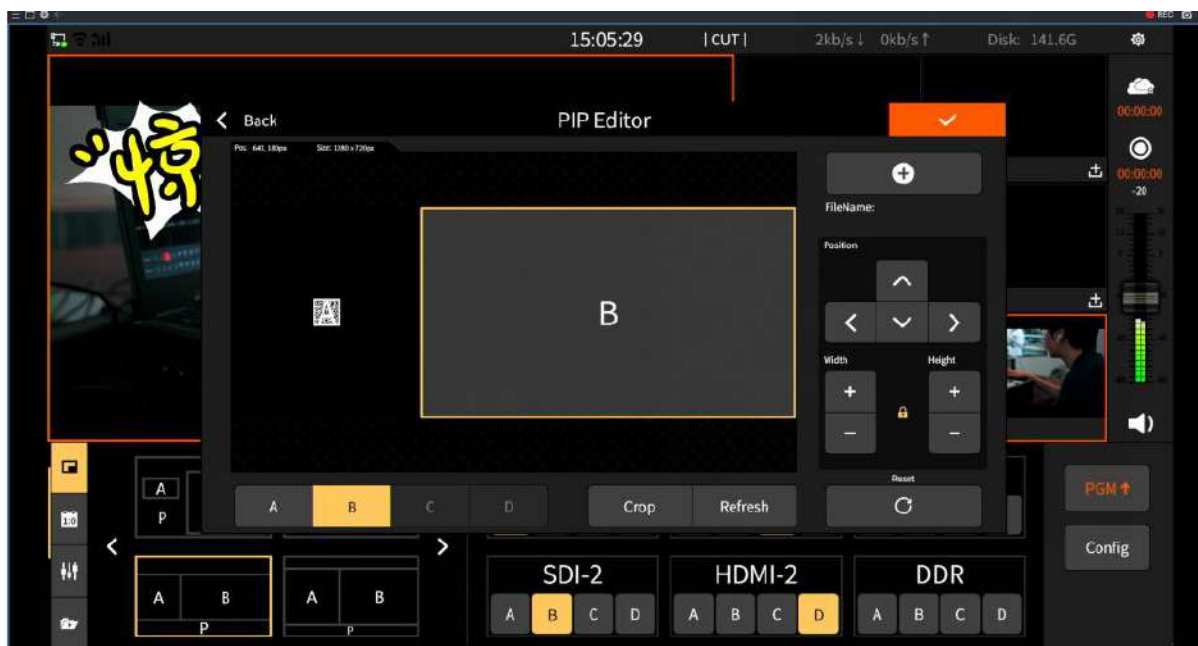 REC
15:05:29 | CUT | 2kb/s↓ 0kb/s↑ Disk: 141.6G
00:00:00
00:00:00
-20
惊
Back PIP Editor
Pos: 640, 180px Size: 1280 x 720px
A
B
FileName:
Position
Width Height
+ +
- -
Reset
A B C D Crop Refresh
A
P
PGM↑
Config
A B
P
A B
P
SDI-2 HDMI-2 DDR
A B C D A B C D A B C D